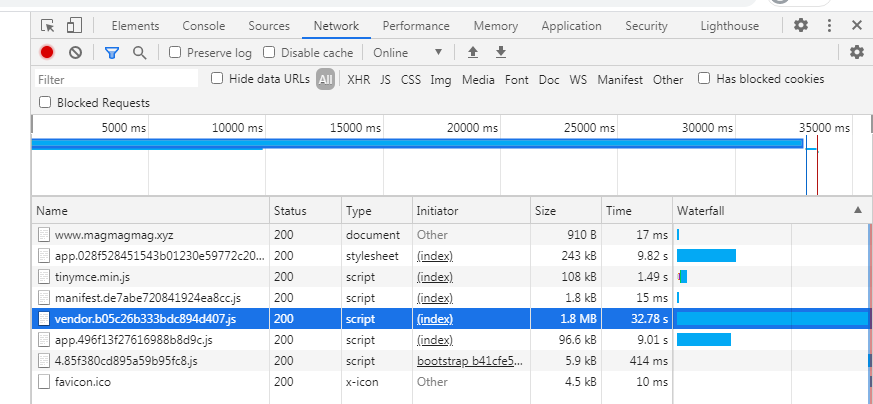 Elements Console Sources Network Performance Memory Application Security Lighthouse
Preserve log Disable cache Online
Filter Hide data URLs All XHR JS CSS Img Media Font Doc WS Manifest Other Has blocked cookies
Blocked Requests
5000 ms 10000 ms 15000 ms 20000 ms 25000 ms 30000 ms 35000 ms
Name Status Type Initiator Size Time Waterfall
www.magmagmag.xyz 200 document Other 910 B 17 ms
app.028f528451543b01230e59772c20... 200 stylesheet (index) 243 kB 9.82 s
tinymce.min.js 200 script (index) 108 kB 1.49 s
manifest.de7abe720841924ea8cc.js 200 script (index) 1.8 kB 15 ms
vendor.b05c26b333bdc894d407.js 200 script (index) 1.8 MB 32.78 s
app.496f13f27616988b8d9c.js 200 script (index) 96.6 kB 9.01 s
4.85f380cd895a59b95fc8.js 200 script bootstrap b41cfe5... 5.9 kB 414 ms
favicon.ico 200 x-icon Other 4.5 kB 10 ms